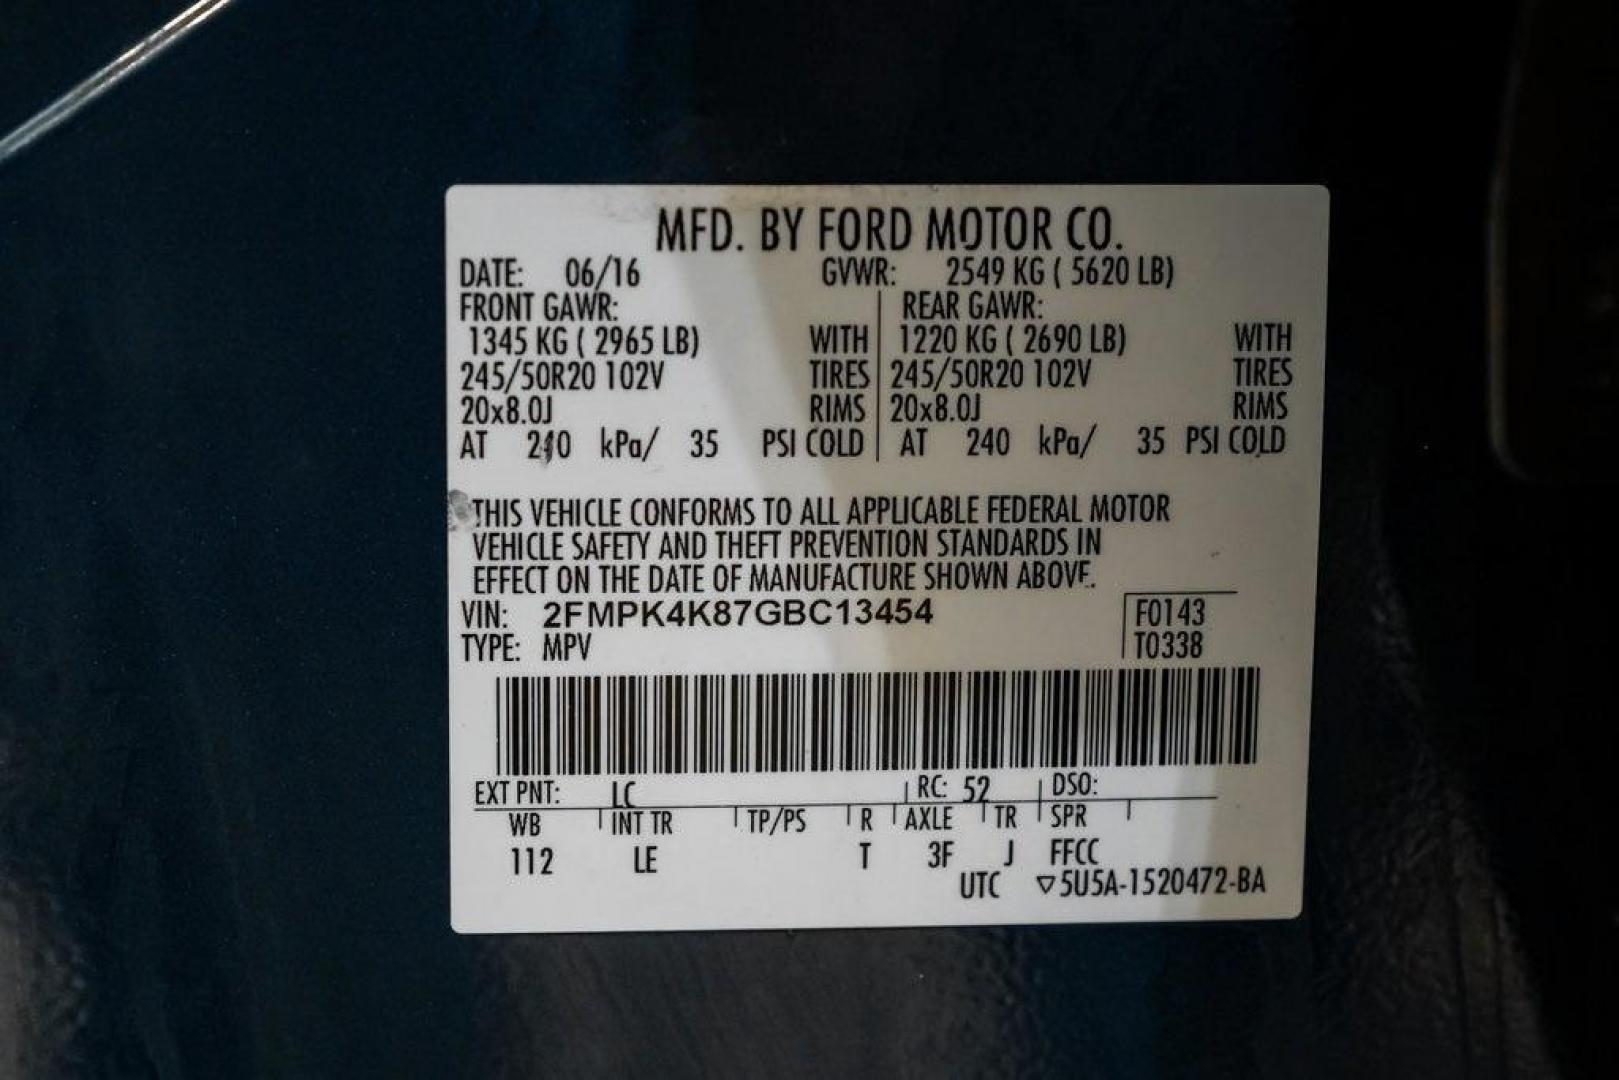 MFD. BY FORD MOTOR CO.
DATE: 06/16 GVWR: 2549 KG ( 5620 LB)
FRONT GAWR: REAR GAWR:
1345 KG ( 2965 LB) WITH 1220 KG ( 2690 LB) WITH
245/50R20 102V TIRES 245/50R20 102V TIRES
20x8.0J RIMS 20x8.0J RIMS
AT 240 kPa/ 35 PSI COLD AT 240 kPa/ 35 PSI COLD
THIS VEHICLE CONFORMS TO ALL APPLICABLE FEDERAL MOTOR
VEHICLE SAFETY AND THEFT PREVENTION STANDARDS IN
EFFECT ON THE DATE OF MANUFACTURE SHOWN ABOVE.
VIN: 2FMPK4K87GBC13454 F0143
TYPE: MPV T0338
EXT PNT: LC RC: 52 DSO:
WB INT TR TP/PS R AXLE TR SPR
112 LE T 3F J FFCC
UTC ▽5U5A-1520472-BA